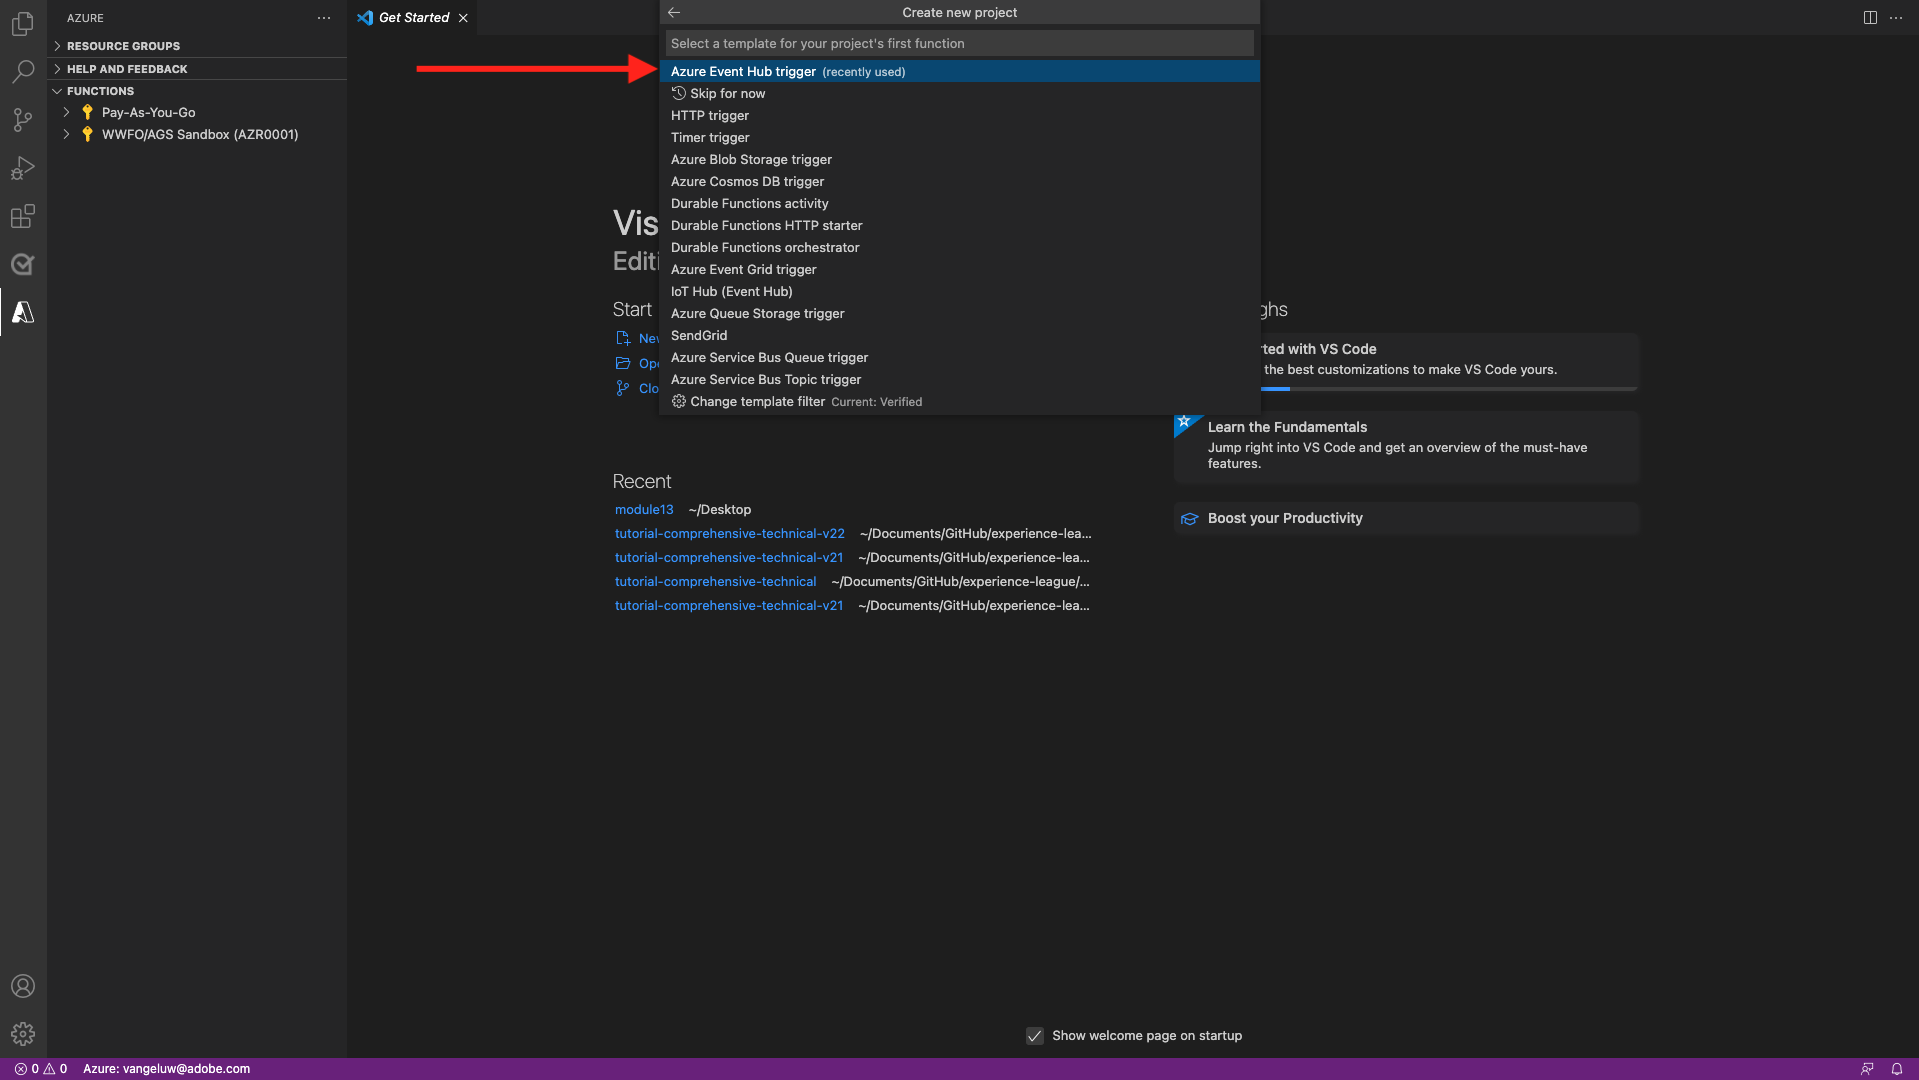 AZURE
RESOURCE GROUPS
HELP AND FEEDBACK
FUNCTIONS
Pay-As-You-Go
WWFO/AGS Sandbox (AZR0001)
Get Started
Create new project
Select a template for your project's first function
Azure Event Hub trigger (recently used)
Skip for now
HTTP trigger
Timer trigger
Azure Blob Storage trigger
Azure Cosmos DB trigger
Durable Functions activity
Durable Functions HTTP starter
Durable Functions orchestrator
Azure Event Grid trigger
IoT Hub (Event Hub)
Azure Queue Storage trigger
SendGrid
Azure Service Bus Queue trigger
Azure Service Bus Topic trigger
Change template filter Current: Verified
Vis
Editi
Start
New
Ope
Clo
Recent
module13 ~/Desktop
tutorial-comprehensive-technical-v22 ~/Documents/GitHub/experience-lea...
tutorial-comprehensive-technical-v21 ~/Documents/GitHub/experience-lea...
tutorial-comprehensive-technical ~/Documents/GitHub/experience-league/...
tutorial-comprehensive-technical-v21 ~/Documents/GitHub/experience-lea...
ghs
rted with VS Code
the best customizations to make VS Code yours.
Learn the Fundamentals
Jump right into VS Code and get an overview of the must-have
features.
Boost your Productivity
Show welcome page on startup
0 0 Azure: vangeluw@adobe.com